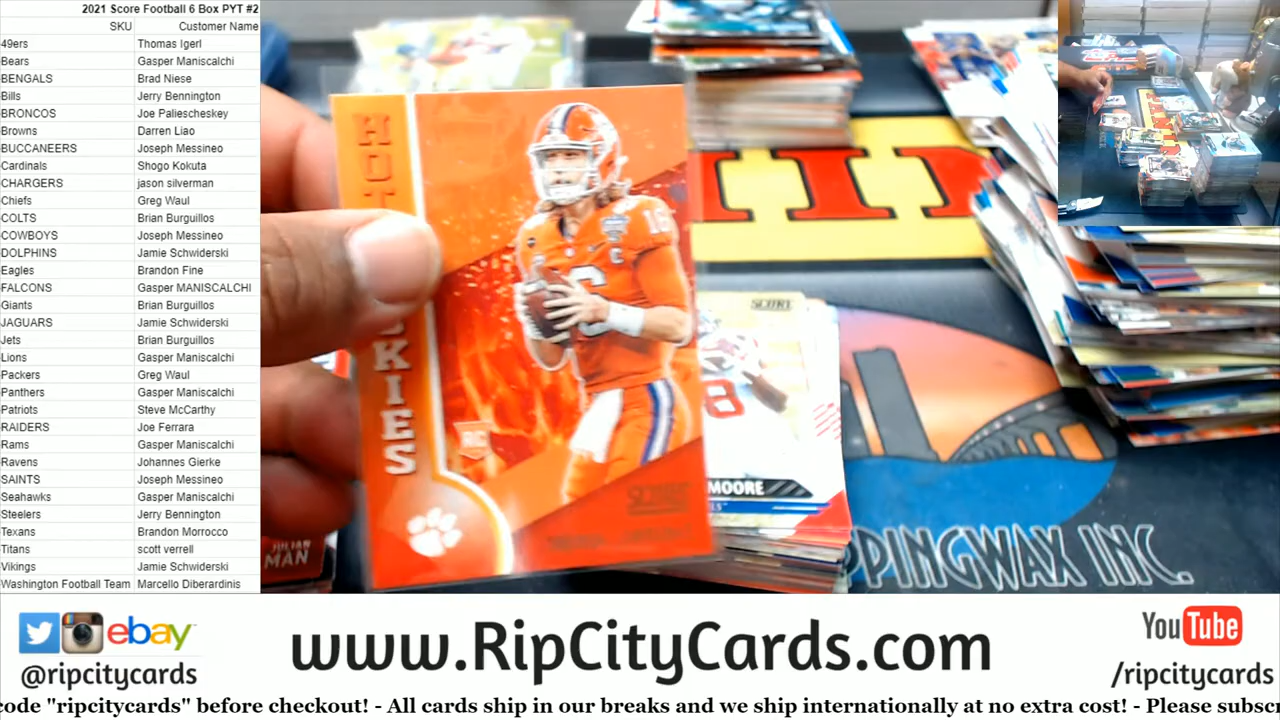 2021 Score Football 6 Box PYT #2
SKU Customer Name
49ers Thomas Igerl
Bears Gasper Maniscalchi
BENGALS Brad Niese
Bills Jerry Bennington
BRONCOS Joe Paliescheskey
Browns Darren Liao
BUCCANEERS Joseph Messineo
Cardinals Shogo Kokuta
CHARGERS jason silverman
Chiefs Greg Waul
COLTS Brian Burguillos
COWBOYS Joseph Messineo
DOLPHINS Jamie Schwiderski
Eagles Brandon Fine
FALCONS Gasper MANISCALCHI
Giants Brian Burguillos
JAGUARS Jamie Schwiderski
Jets Brian Burguillos
Lions Gasper Maniscalchi
Packers Greg Waul
Panthers Gasper Maniscalchi
Patriots Steve McCarthy
RAIDERS Joe Ferrara
Rams Gasper Maniscalchi
Ravens Johannes Gierke
SAINTS Joseph Messineo
Seahawks Gasper Maniscalchi
Steelers Jerry Bennington
Texans Brandon Morrocco
Titans scott verrell
Vikings Jamie Schwiderski
Washington Football Team Marcello Diberardinis
HOT
KIES
16
C
6
RC
SCORE
SCORE
8
MOORE
JULIAN
MAN
PPINGWAX INC.
ebay
@ripcitycards
www.RipCityCards.com
YouTube
/ripcitycards
code "ripcitycards" before checkout! - All cards ship in our breaks and we ship internationally at no extra cost! - Please subsc